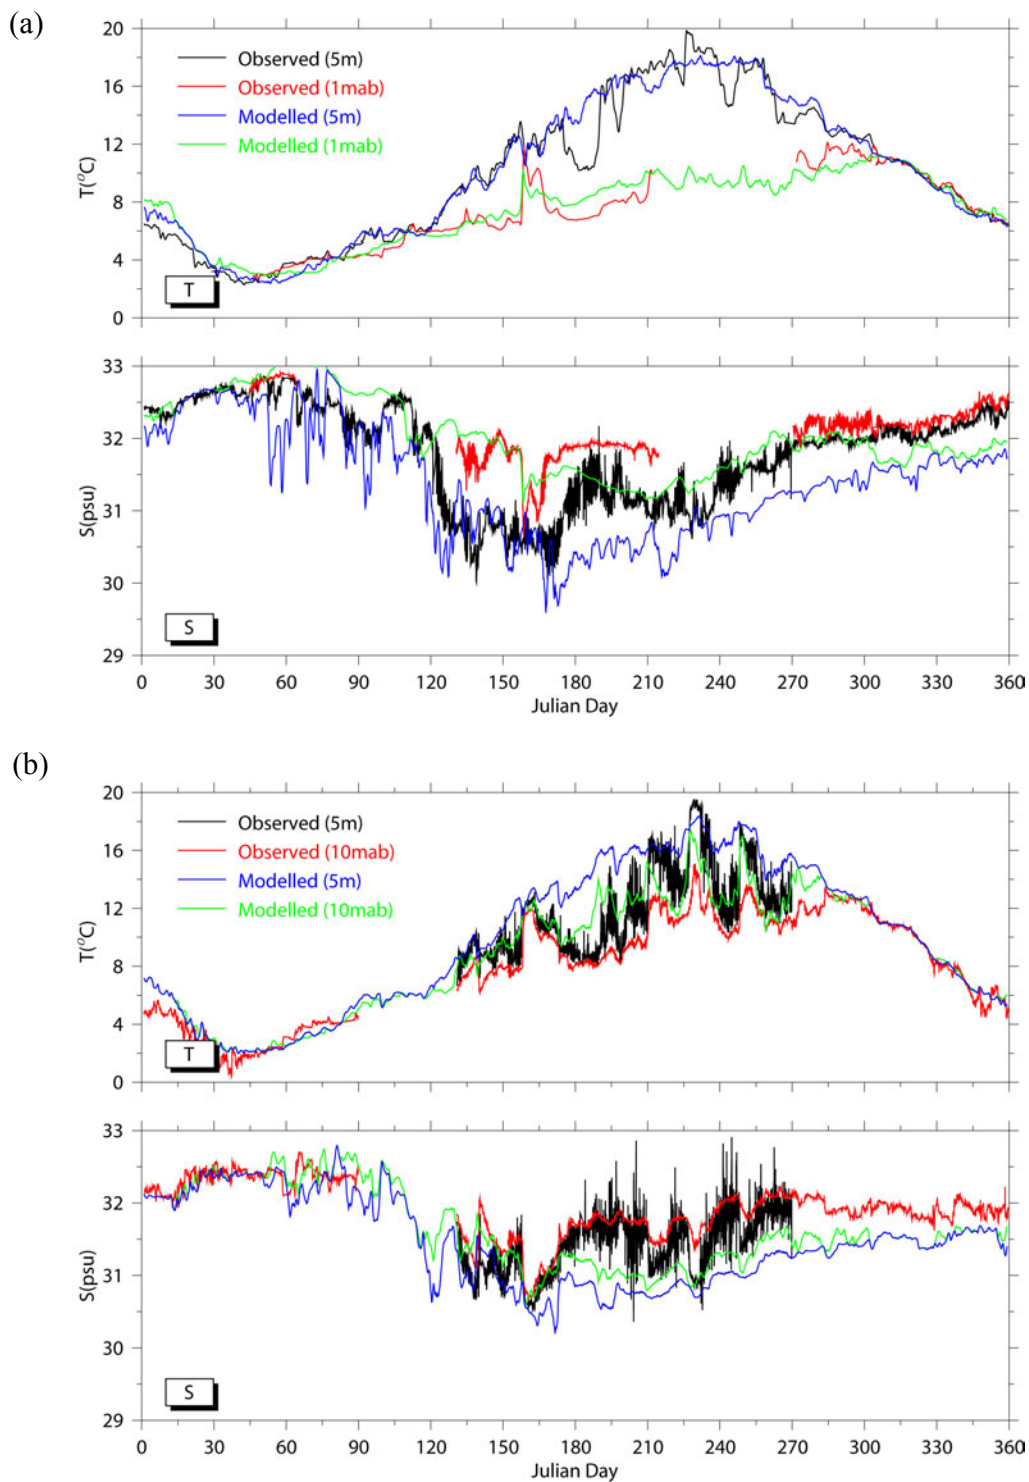 (a)
20
16
12
8
4
0
T(°C)
Observed (5m)
Observed (1mab)
Modelled (5m)
Modelled (1mab)
T
33
32
31
30
29
S(psu)
S
0 30 60 90 120 150 180 210 240 270 300 330 360
Julian Day
(b)
20
16
12
8
4
0
T(°C)
Observed (5m)
Observed (10mab)
Modelled (5m)
Modelled (10mab)
T
33
32
31
30
29
S(psu)
S
0 30 60 90 120 150 180 210 240 270 300 330 360
Julian Day